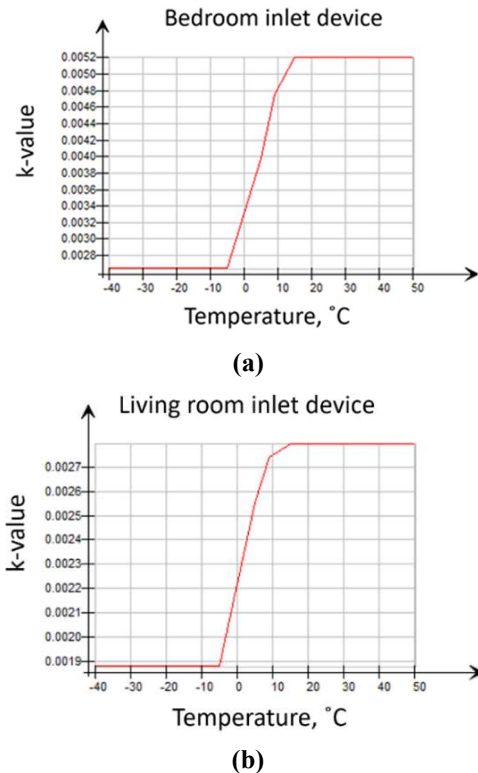 Bedroom inlet device
0.0052
0.0050
0.0048
0.0046
0.0044
0.0042
0.0040
0.0038
0.0036
0.0034
0.0032
0.0030
0.0028
k-value
-40 -30 -20 -10 0 10 20 30 40 50
Temperature, ˚C
(a)
Living room inlet device
0.0027
0.0026
0.0025
0.0024
0.0023
0.0022
0.0021
0.0020
0.0019
k-value
-40 -30 -20 -10 0 10 20 30 40 50
Temperature, ˚C
(b)